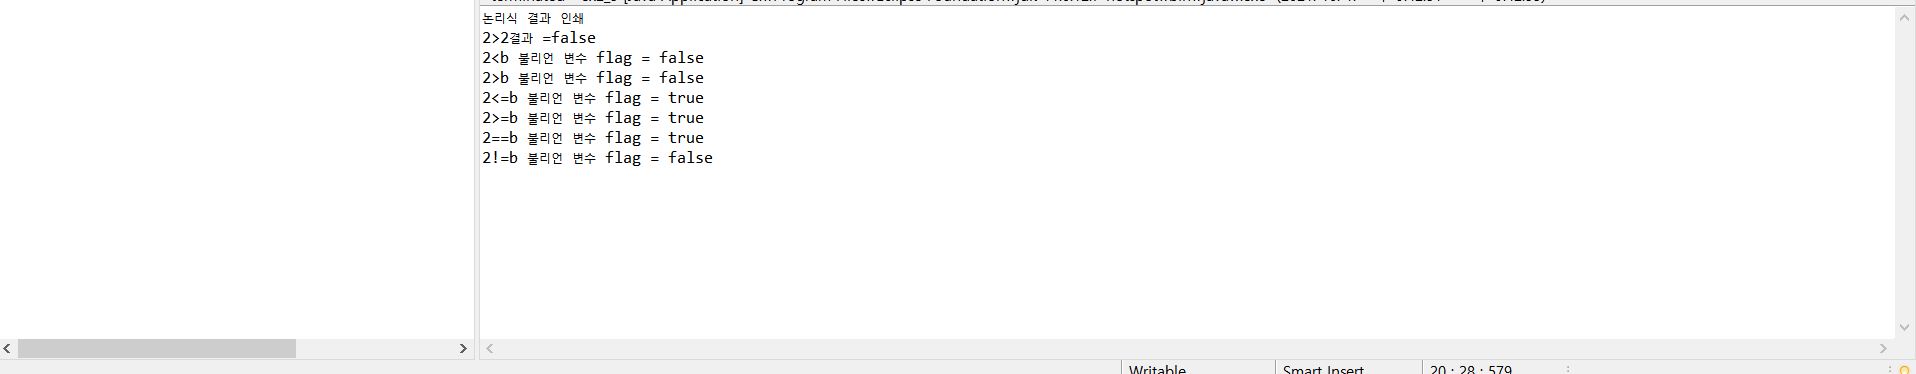 논리식 결과 인쇄
2>2결과 =false
2<b 불리언 변수 flag = false
2>b 불리언 변수 flag = false
2<=b 불리언 변수 flag = true
2>=b 불리언 변수 flag = true
2==b 불리언 변수 flag = true
2!=b 불리언 변수 flag = false
Writable
Smart Insert
20 : 28 : 579